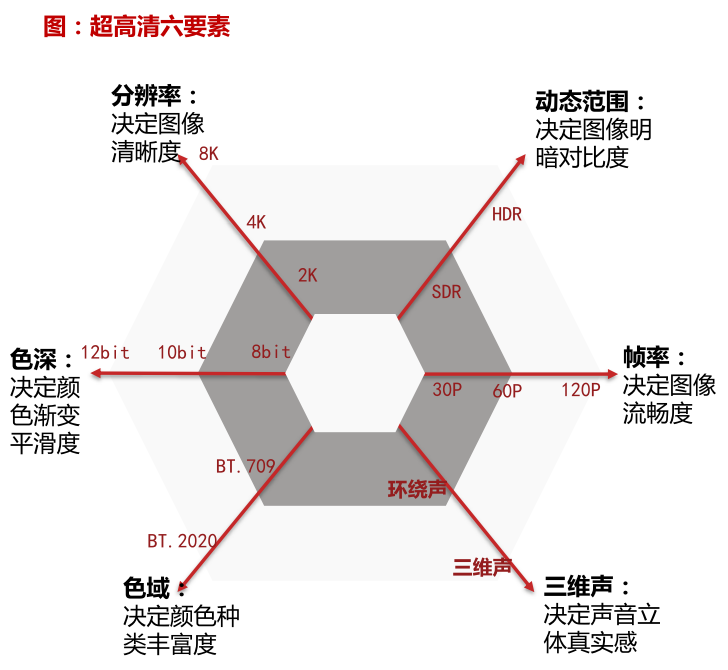 图：超高清六要素
分辨率：
决定图像
清晰度
8K
4K
2K
动态范围：
决定图像明
暗对比度
HDR
SDR
色深：
决定颜
色渐变
平滑度
12bit
10bit
8bit
30P
60P
120P
帧率：
决定图像
流畅度
BT.709
BT.2020
色域：
决定颜色种
类丰富度
环绕声
三维声
三维声：
决定声音立
体真实感